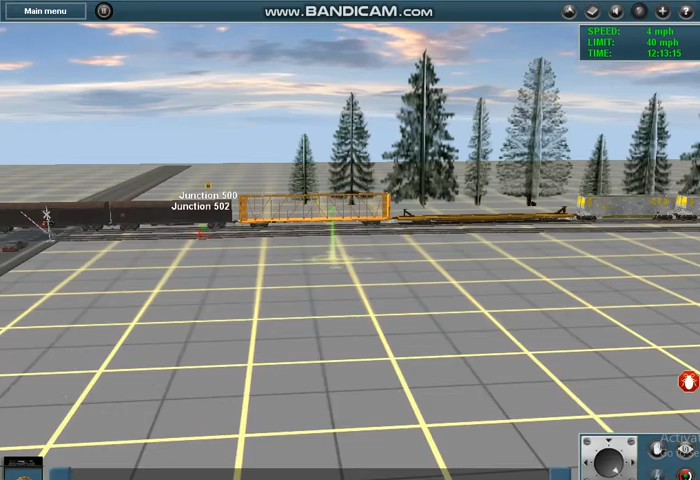 Main menu
www.BANDICAM.com
SPEED: 4 mph
LIMIT: 40 mph
TIME: 12:13:15
Junction 500
Junction 502